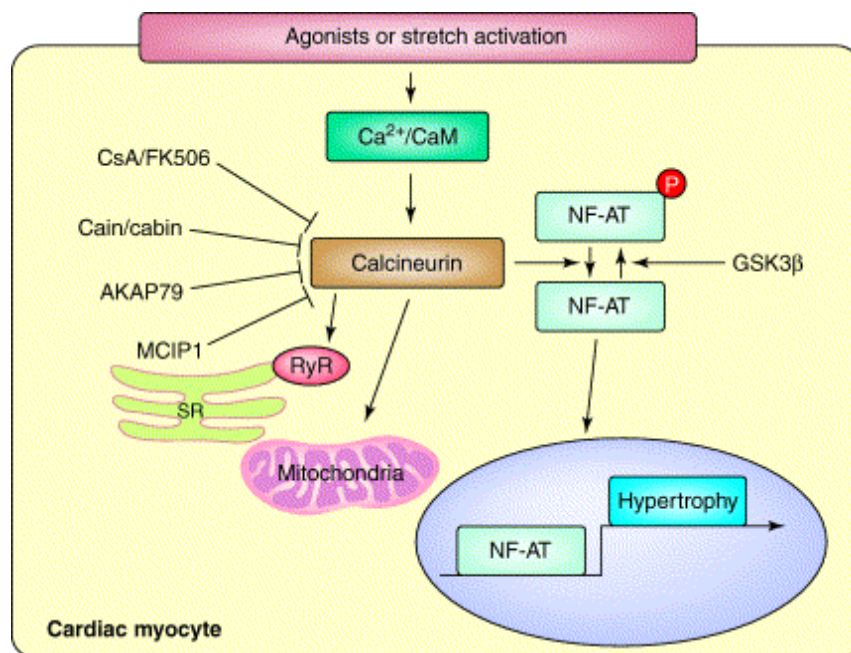 Agonists or stretch activation
Ca²⁺/CaM
CsA/FK506
P
NF-AT
Cain/cabin
Calcineurin
GSK3β
AKAP79
NF-AT
MCIP1
RyR
SR
Mitochondria
Hypertrophy
NF-AT
Cardiac myocyte